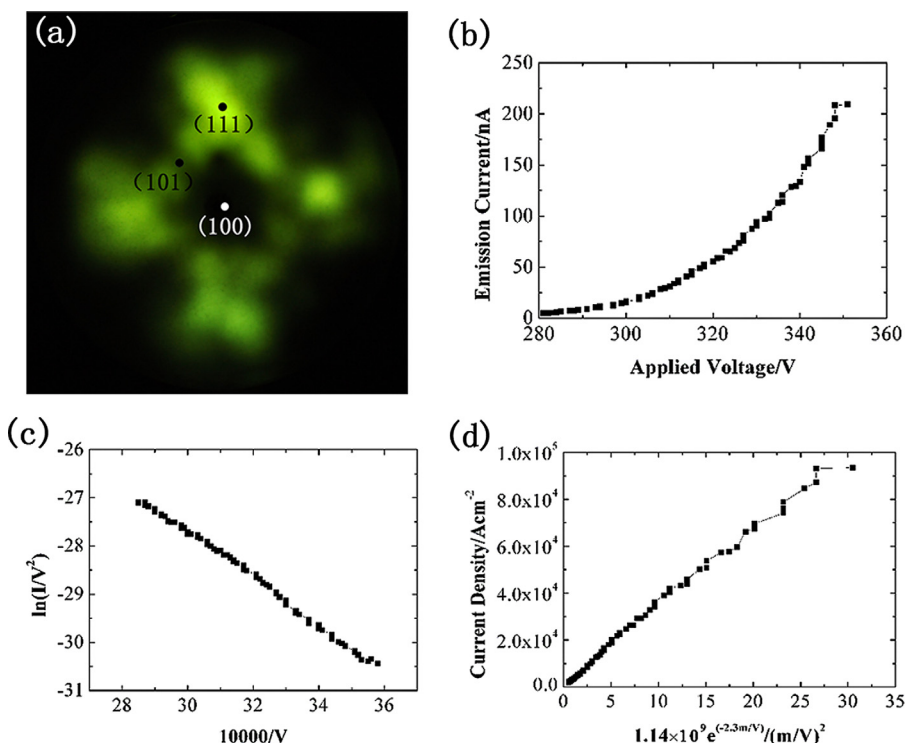 (a)
(111)
(101)
(100)
(b)
250
200
150
100
50
0
280 300 320 340 360
Emission Current/nA
Applied Voltage/V
(c)
-26
-27
-28
-29
-30
-31
28 30 32 34 36
ln(I/V²)
10000/V
(d)
1.0x10⁵
8.0x10⁴
6.0x10⁴
4.0x10⁴
2.0x10⁴
0.0
0 5 10 15 20 25 30 35
Current Density/Acm⁻²
1.14×10⁹e^(-2.3m/V)/(m/V)²